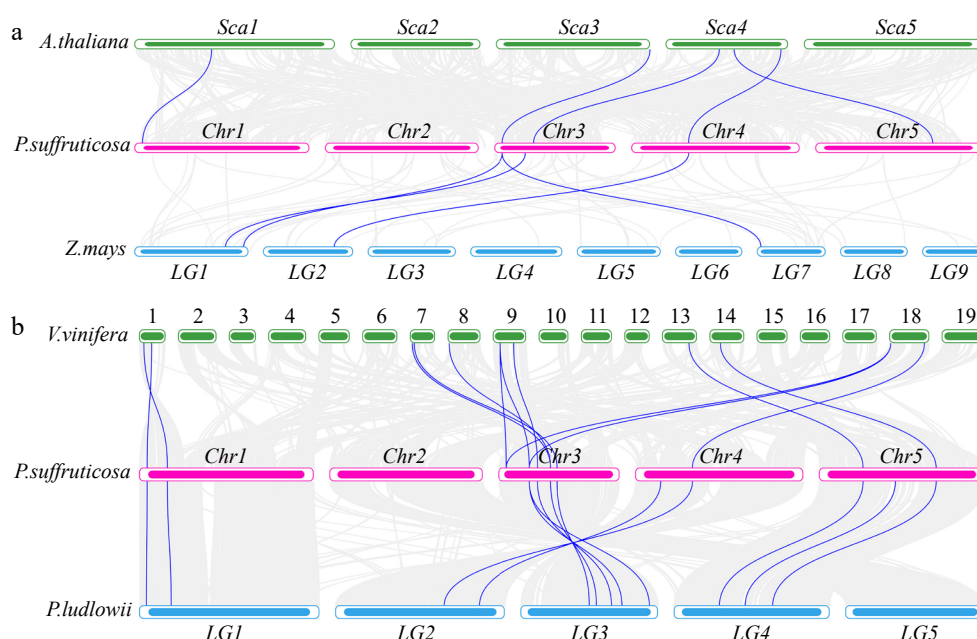 a
Sca1 Sca2 Sca3 Sca4 Sca5
A.thaliana
Chr1 Chr2 Chr3 Chr4 Chr5
P.suffruticosa
Z.mays
LG1 LG2 LG3 LG4 LG5 LG6 LG7 LG8 LG9
b
1 2 3 4 5 6 7 8 9 10 11 12 13 14 15 16 17 18 19
V.vinifera
Chr1 Chr2 Chr3 Chr4 Chr5
P.suffruticosa
P.ludlowii
LG1 LG2 LG3 LG4 LG5